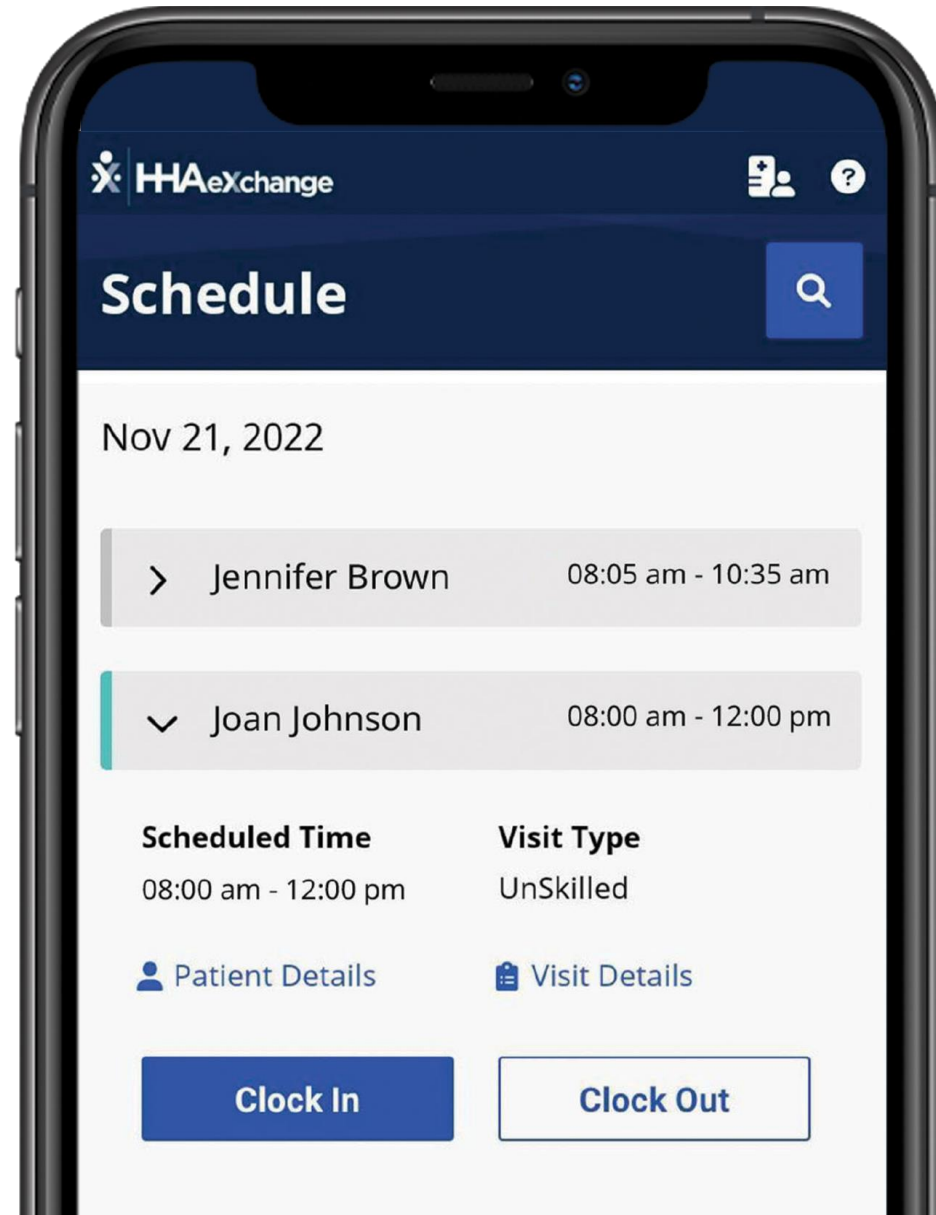 HHAeXchange
?
Schedule
Nov 21, 2022
Jennifer Brown 08:05 am - 10:35 am
Joan Johnson 08:00 am - 12:00 pm
Scheduled Time Visit Type
08:00 am - 12:00 pm UnSkilled
Patient Details Visit Details
Clock In Clock Out